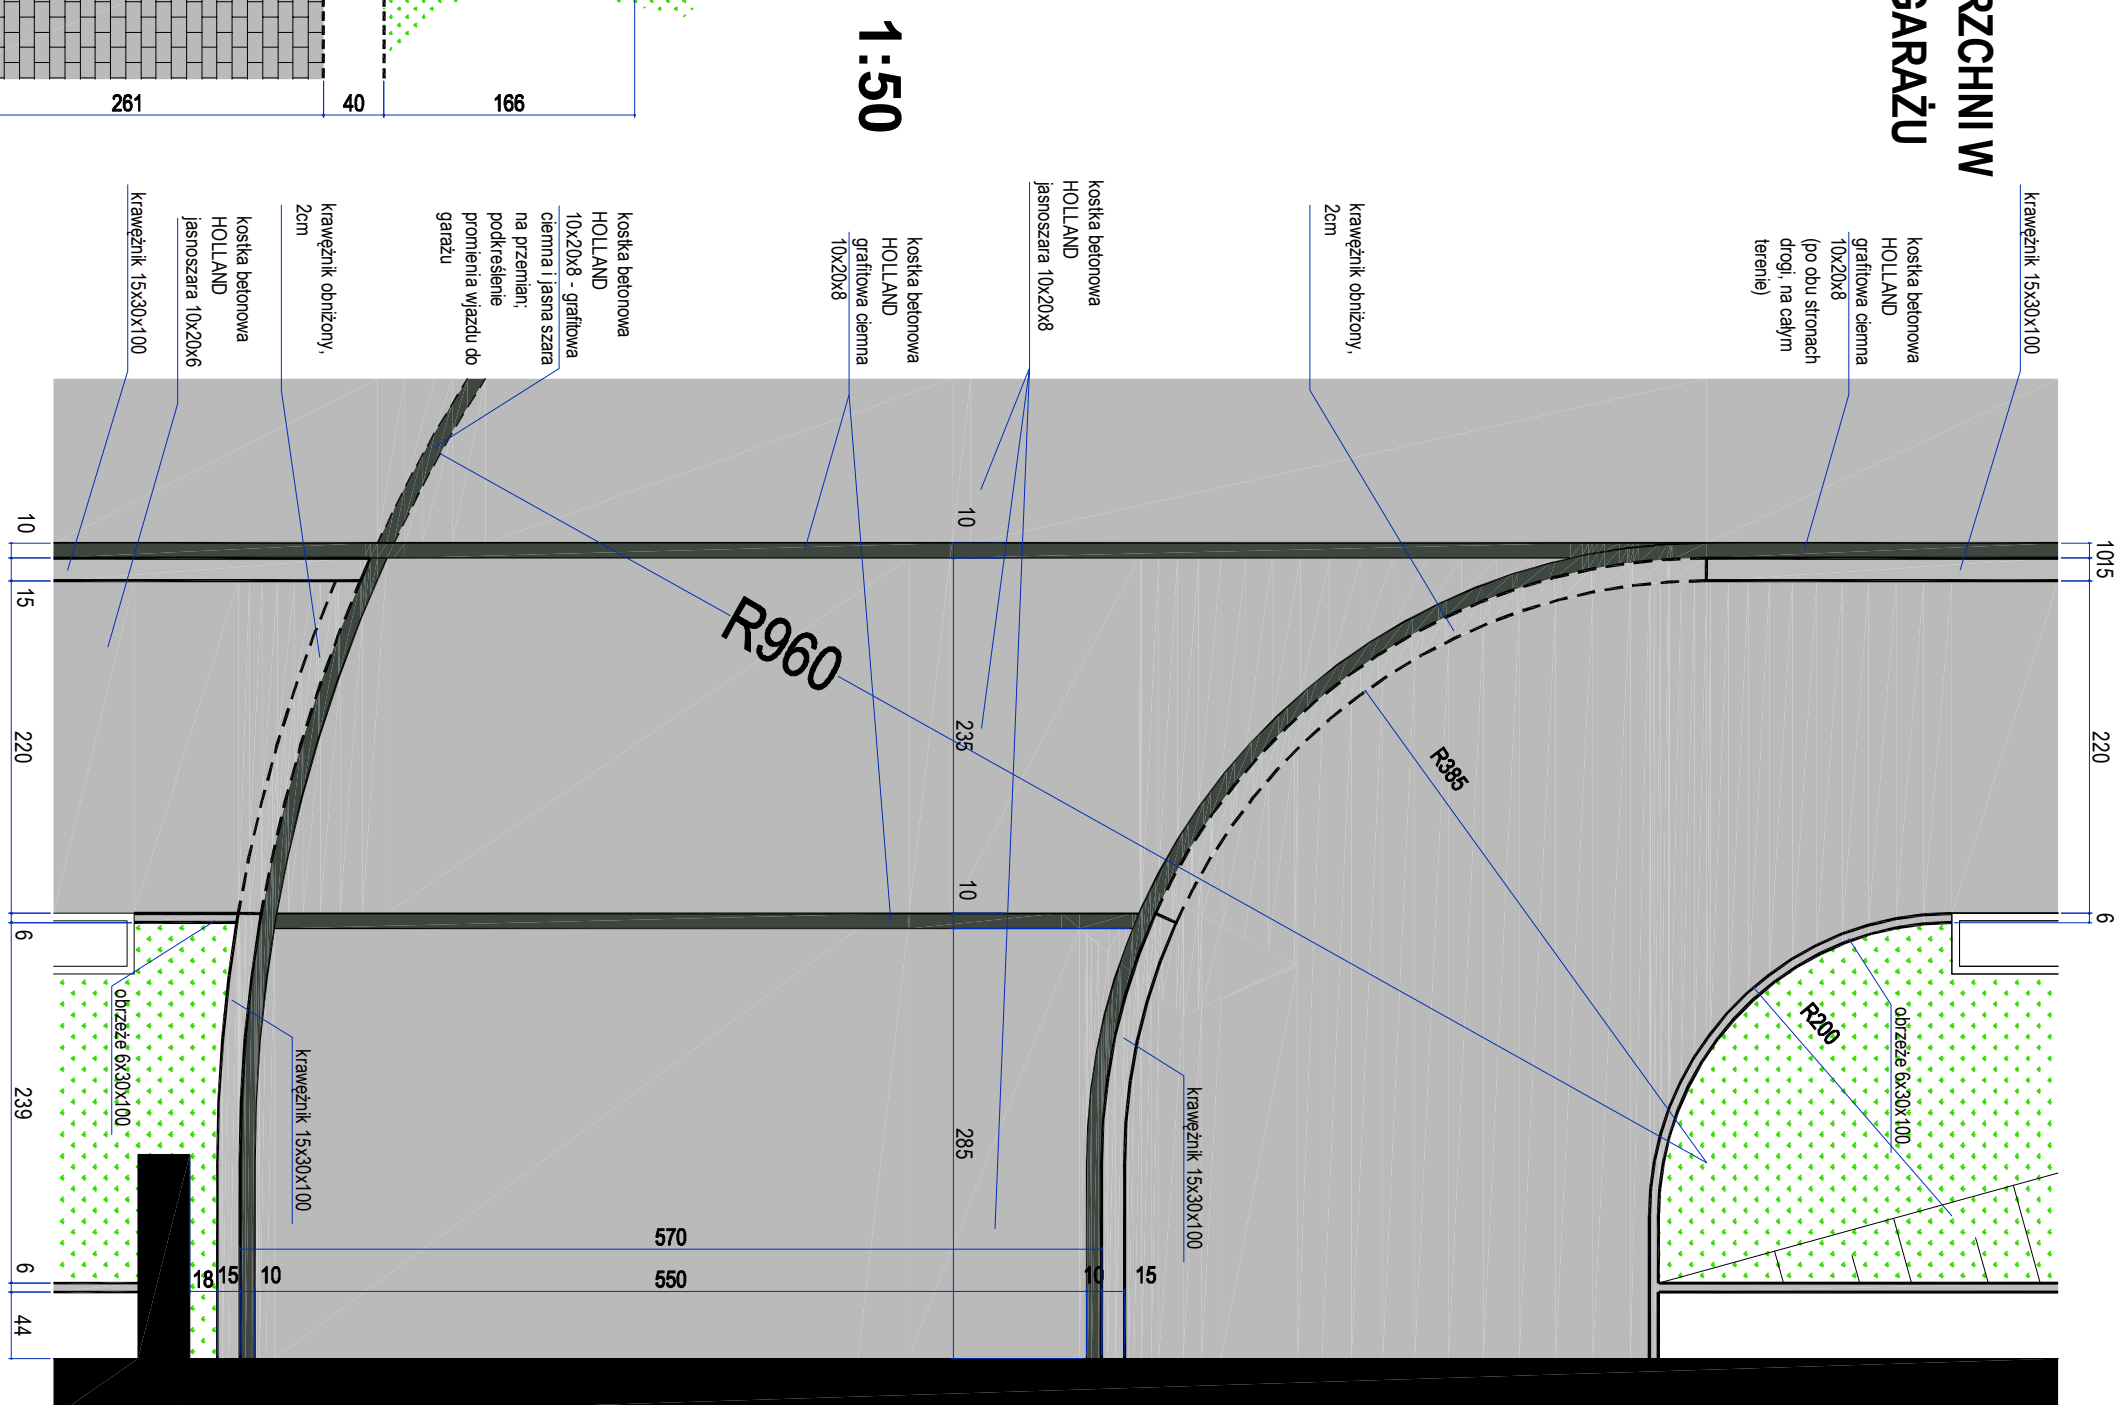 RZCHNI W
GARAŻU
1:50
261
40
166
krawężnik 15x30x100
kostka betonowa
HOLLAND
grafitowa ciemna
10x20x8
(po obu stronach
drogi, na całym
terenie)
krawężnik obniżony,
2cm
kostka betonowa
HOLLAND
jasnoszara 10x20x8
kostka betonowa
HOLLAND
grafitowa ciemna
10x20x8
kostka betonowa
HOLLAND
10x20x8 - grafitowa
ciemna i jasna szara
na przemian;
podkreślenie
promienia wjazdu do
garażu
krawężnik obniżony,
2cm
kostka betonowa
HOLLAND
jasnoszara 10x20x6
krawężnik 15x30x100
10
15
220
6
239
6
44
10
235
10
285
10
15
220
6
R960
R385
R200
obrzeże 6x30x100
krawężnik 15x30x100
krawężnik 15x30x100
obrzeże 6x30x100
570
550
18
15
10
10
15